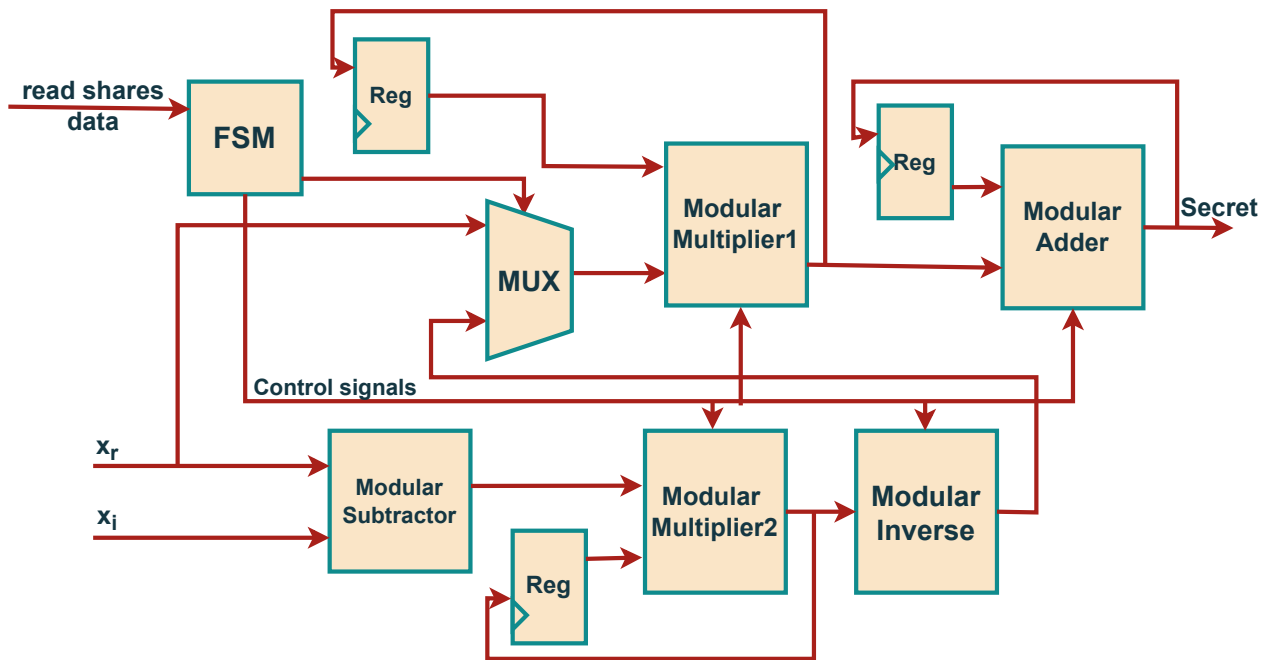 read shares
data
FSM
Reg
MUX
Modular
Multiplier1
Reg
Modular
Adder
Secret
Control signals
xr
xi
Modular
Subtractor
Reg
Modular
Multiplier2
Modular
Inverse